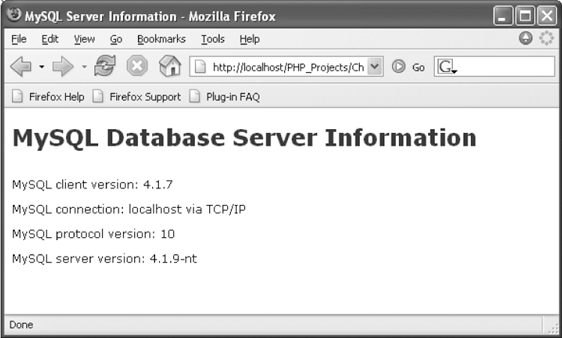 MySQL Server Information - Mozilla Firefox
File Edit View Go Bookmarks Tools Help
http://localhost/PHP_Projects/Ch Go G
Firefox Help Firefox Support Plug-in FAQ
MySQL Database Server Information
MySQL client version: 4.1.7
MySQL connection: localhost via TCP/IP
MySQL protocol version: 10
MySQL server version: 4.1.9-nt
Done